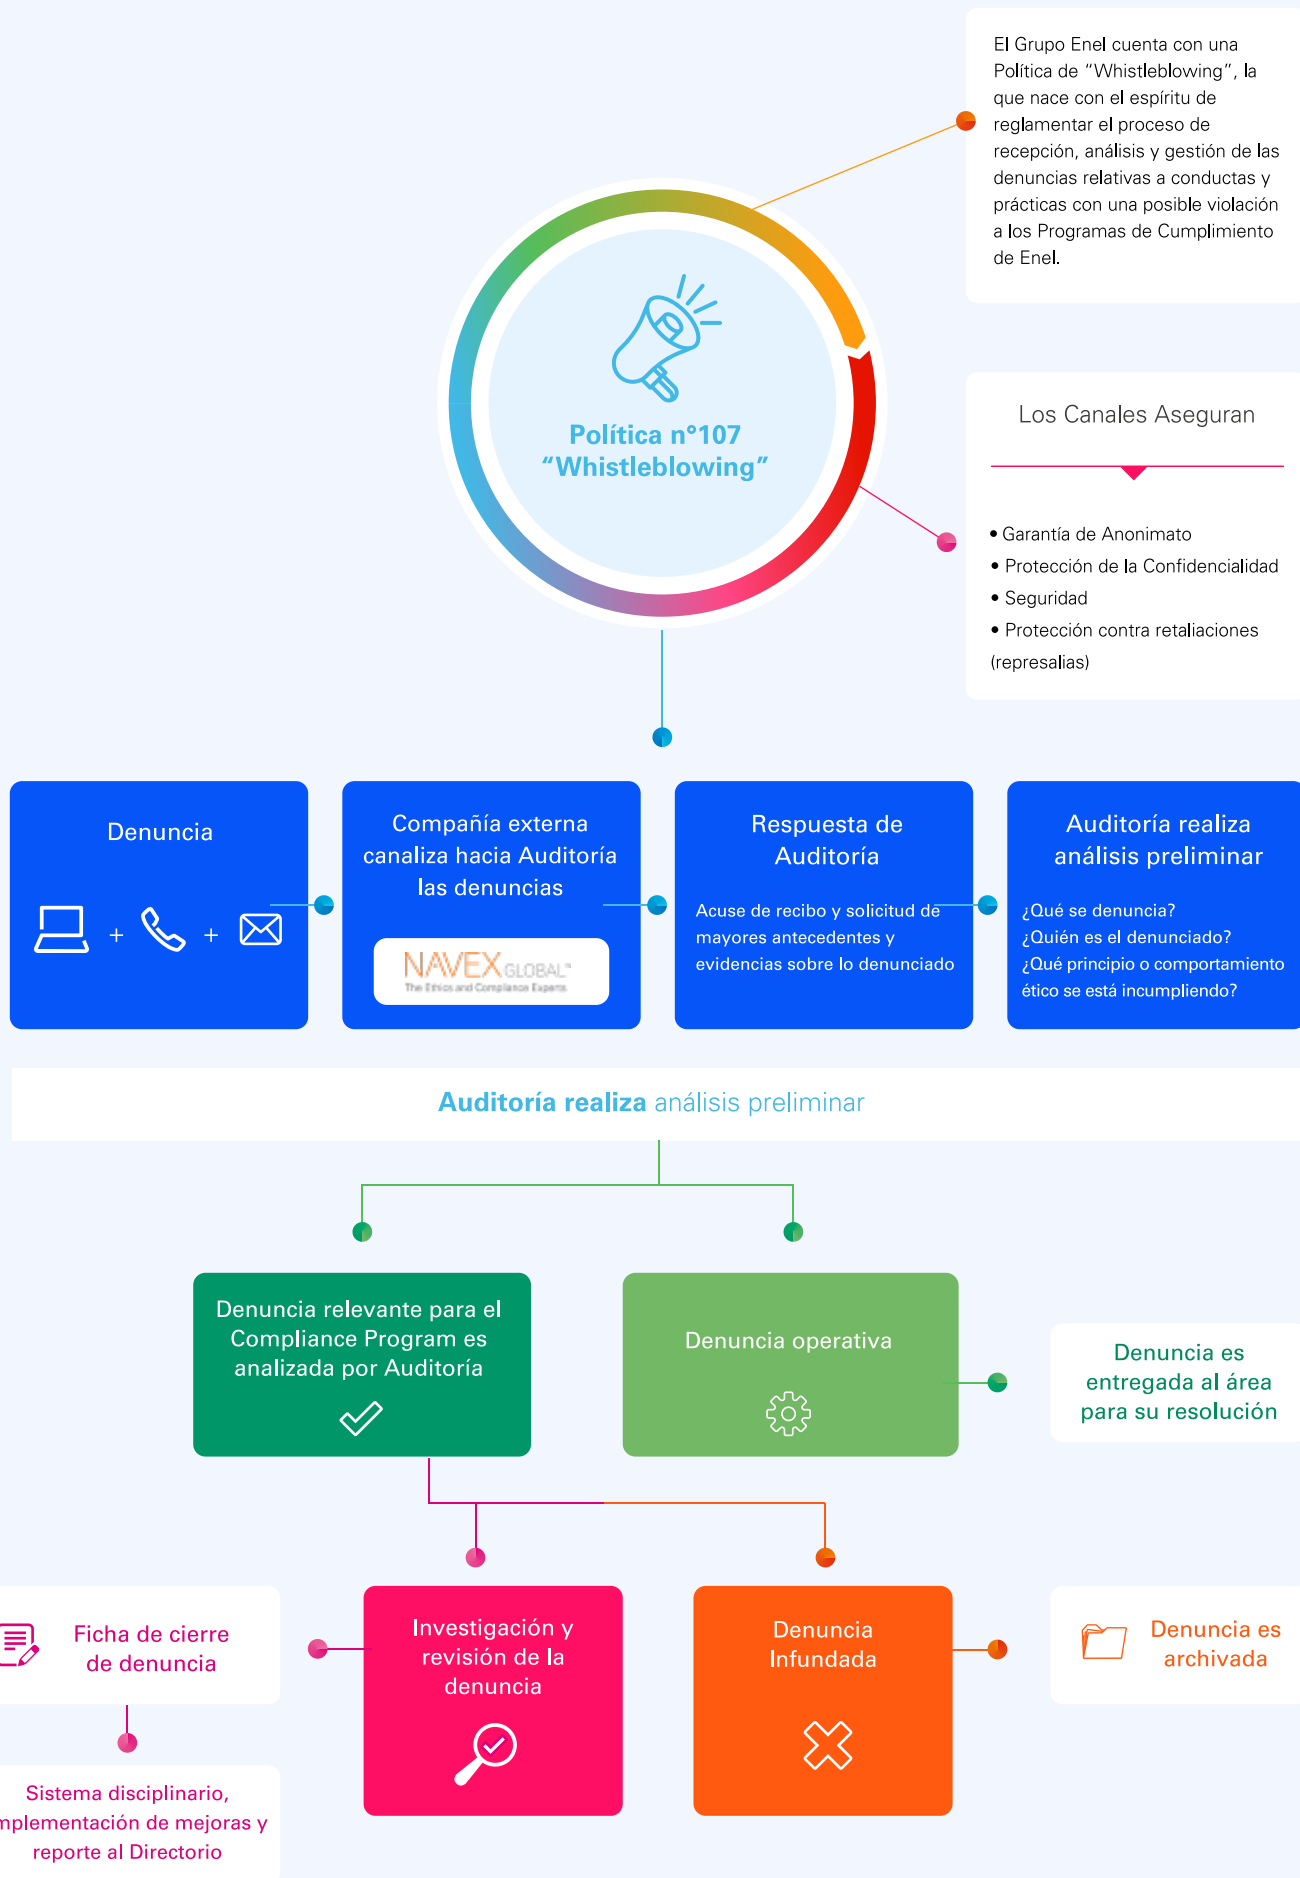 El Grupo Enel cuenta con una
Política de “Whistleblowing”, la
que nace con el espíritu de
reglamentar el proceso de
recepción, análisis y gestión de las
denuncias relativas a conductas y
prácticas con una posible violación
a los Programas de Cumplimiento
de Enel.
Política n°107
“Whistleblowing”
Los Canales Aseguran
• Garantía de Anonimato
• Protección de la Confidencialidad
• Seguridad
• Protección contra retaliaciones
(represalias)
Denuncia
+ +
Compañía externa
canaliza hacia Auditoría
las denuncias
NAVEX GLOBAL™
The Ethics and Compliance Experts
Respuesta de
Auditoría
Acuse de recibo y solicitud de
mayores antecedentes y
evidencias sobre lo denunciado
Auditoría realiza
análisis preliminar
¿Qué se denuncia?
¿Quién es el denunciado?
¿Qué principio o comportamiento
ético se está incumpliendo?
Auditoría realiza análisis preliminar
Denuncia relevante para el
Compliance Program es
analizada por Auditoría
Denuncia operativa
Denuncia es
entregada al área
para su resolución
Ficha de cierre
de denuncia
Investigación y
revisión de la
denuncia
Denuncia
Infundada
Denuncia es
archivada
Sistema disciplinario,
mplementación de mejoras y
reporte al Directorio